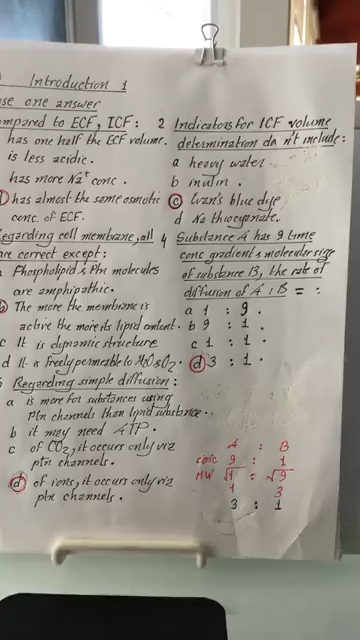 Introduction 1
one answer
ECF, ICF:
has one half the ECF volume.
is less acidic.
has more Na+ conc.
has almost the same osmotic
conc. of ECF.
regarding cell membrane, all
are correct except:
Phospholipid & Ptn molecules
are amphipathic.
b The more the membrane is
active the more its lipid content.
c It is dynamic structure
d It is freely permeable to H2O & O2.
Regarding simple diffusion:
a is more for substances using
Ptn channels than lipid substance.
b it may need ATP.
c of CO2, it occurs only via
ptn channels.
d of ions, it occurs only via
ptn channels.
2 Indicators for ICF volume
determination don't include:
a heavy water
b inulin.
c Evan's blue dye
d Na thiocyanate.
4 Substance A has 9 time
conc gradient & molecular size
of substance B, the rate of
diffusion of A : B = :
a 1 : 9.
b 9 : 1.
c 1 : 1.
d 3 : 1.
A : B
conc 9 : 1
MW √1 : √9
1 3
3 : 1